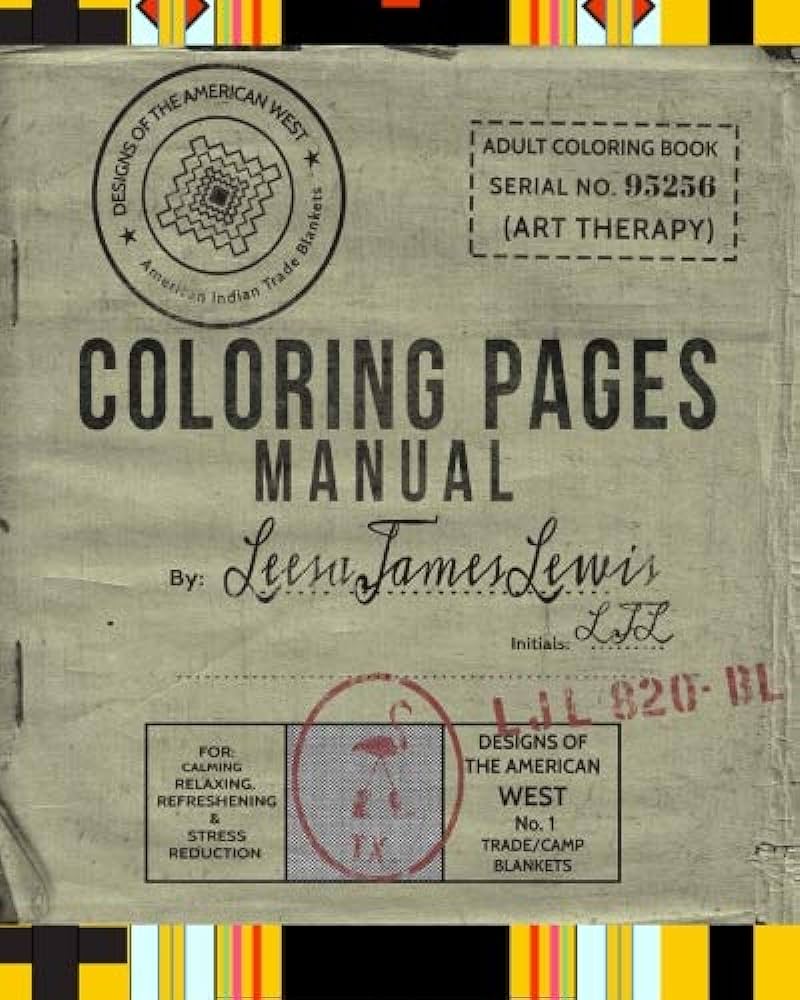 DESIGNS OF THE AMERICAN WEST
American Indian Trade Blankets
ADULT COLORING BOOK
SERIAL NO. 95256
(ART THERAPY)
COLORING PAGES
MANUAL
By: Leesa James Lewis
Initials: LJL
LJL 820-BL
FOR:
CALMING
RELAXING.
REFRESHENING
&
STRESS
REDUCTION
TX
DESIGNS OF
THE AMERICAN
WEST
No. 1
TRADE/CAMP
BLANKETS